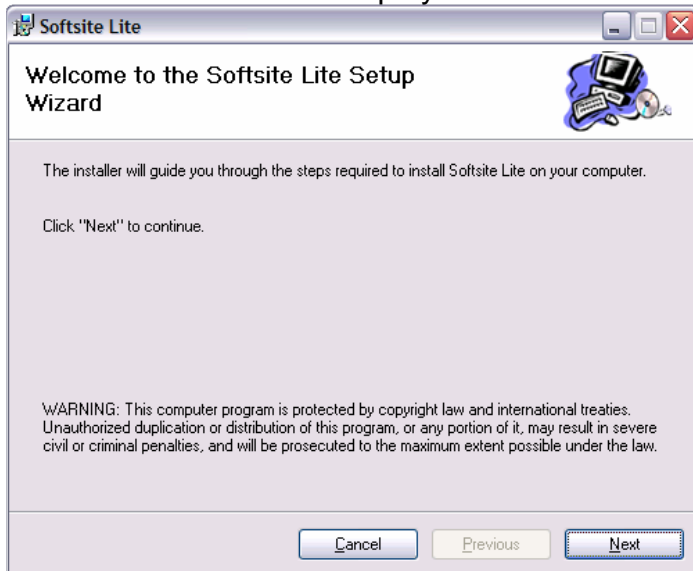 Softsite Lite
Welcome to the Softsite Lite Setup
Wizard
The installer will guide you through the steps required to install Softsite Lite on your computer.
Click "Next" to continue.
WARNING: This computer program is protected by copyright law and international treaties.
Unauthorized duplication or distribution of this program, or any portion of it, may result in severe
civil or criminal penalties, and will be prosecuted to the maximum extent possible under the law.
Cancel Previous Next